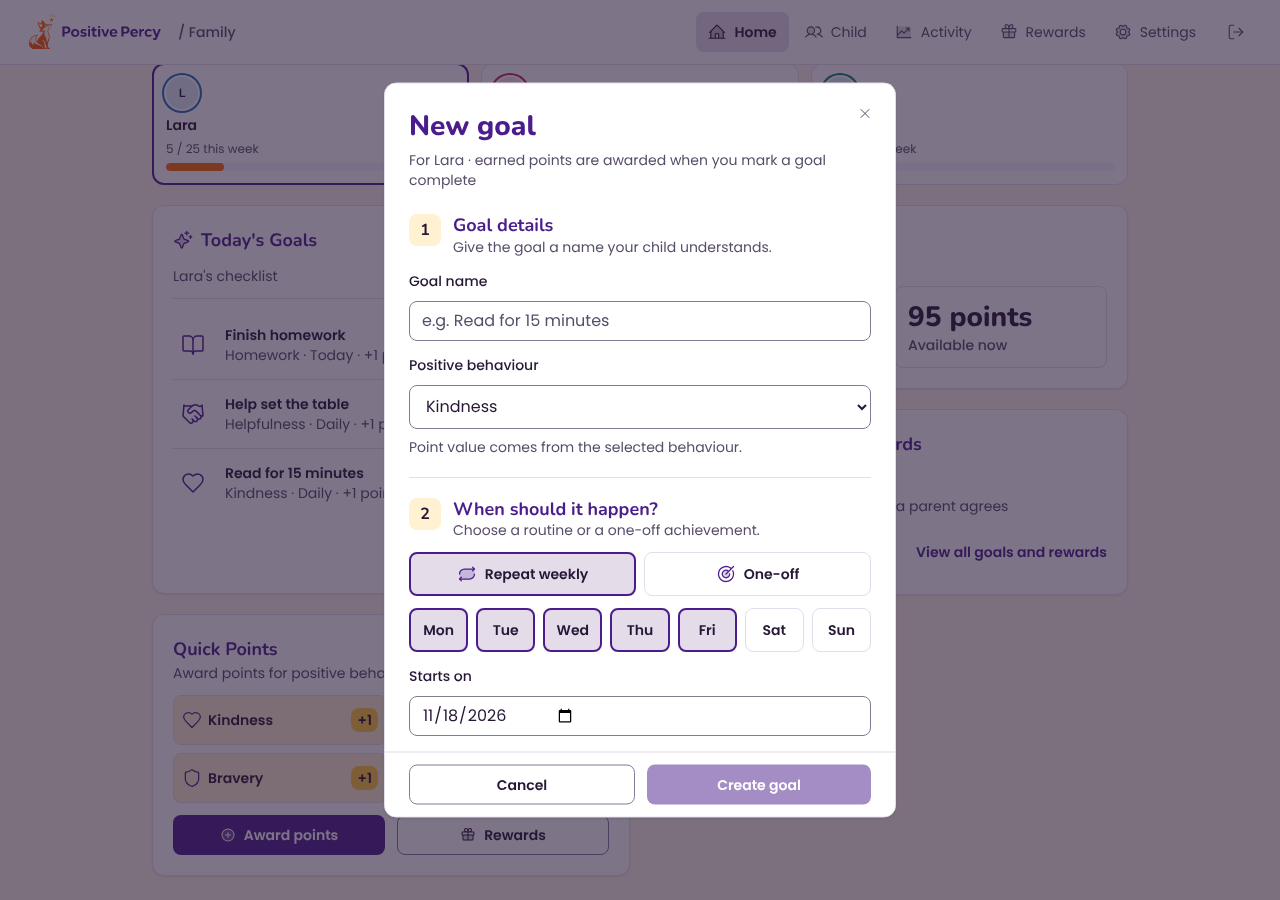 Positive Percy / Family
Home
Child
Activity
Rewards
Settings
L
Lara
5 / 25 this week
Today's Goals
Lara's checklist
Finish homework
Homework · Today · +1
Help set the table
Helpfulness · Daily · +1
Read for 15 minutes
Kindness · Daily · +1
Quick Points
Award points for positive
Kindness
+1
Bravery
+1
Award points
Rewards
95 points
Available now
a parent agrees
View all goals and rewards
New goal
For Lara · earned points are awarded when you mark a goal
complete
1
Goal details
Give the goal a name your child understands.
Goal name
e.g. Read for 15 minutes
Positive behaviour
Kindness
Point value comes from the selected behaviour.
2
When should it happen?
Choose a routine or a one-off achievement.
Repeat weekly
One-off
Mon
Tue
Wed
Thu
Fri
Sat
Sun
Starts on
11/18/2026
Cancel
Create goal